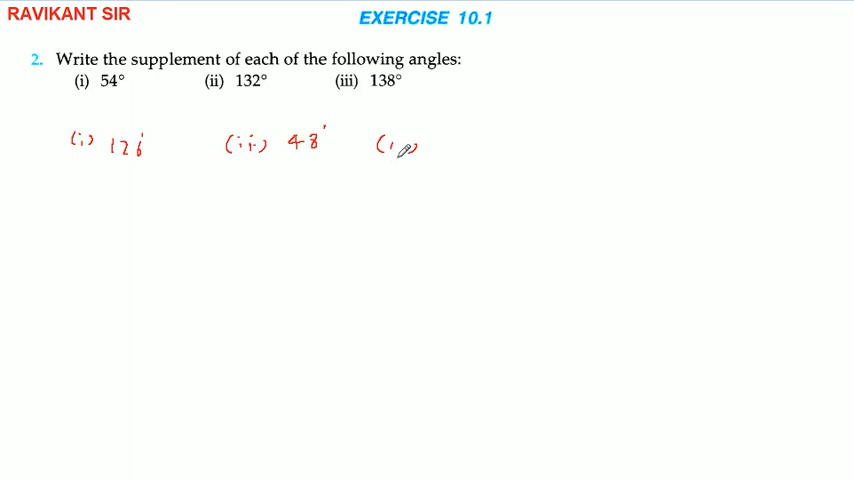 RAVIKANT SIR
EXERCISE 10.1
2. Write the supplement of each of the following angles:
(i) 54° (ii) 132° (iii) 138°
(i) 126° (ii) 48°